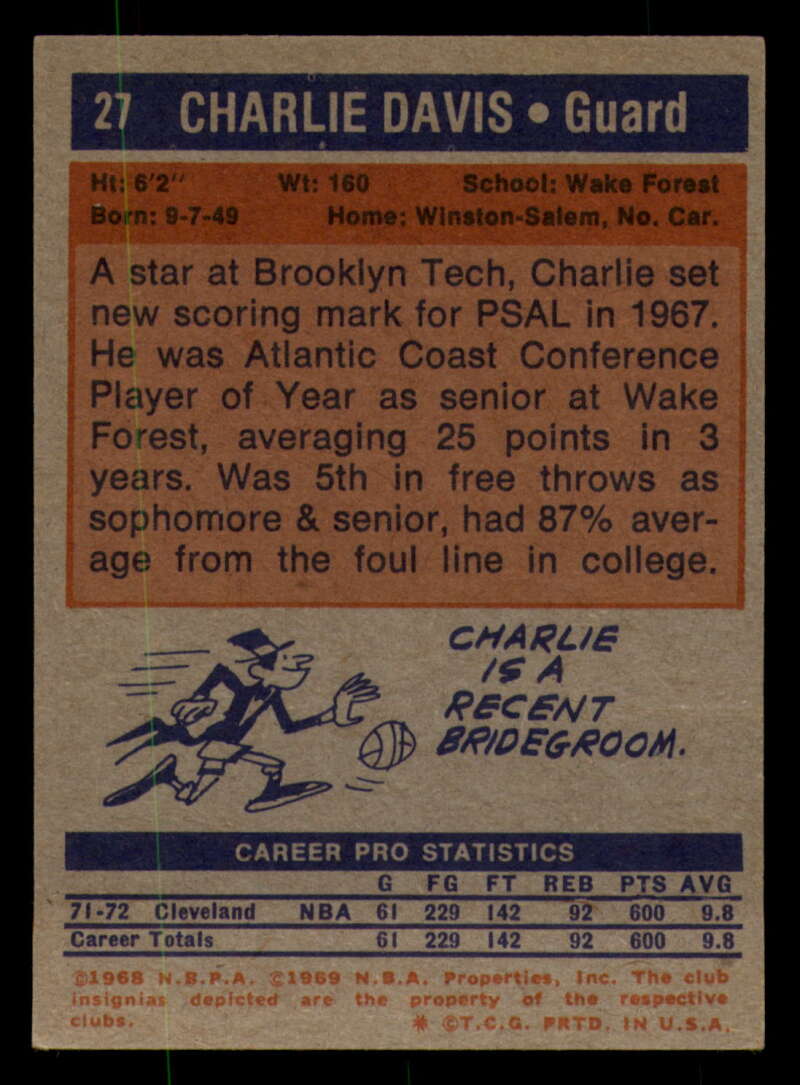 27 CHARLIE DAVIS • Guard
Ht: 6'2" Wt: 160 School: Wake Forest
Born: 9-7-49 Home: Winston-Salem, No. Car.
A star at Brooklyn Tech, Charlie set
new scoring mark for PSAL in 1967.
He was Atlantic Coast Conference
Player of Year as senior at Wake
Forest, averaging 25 points in 3
years. Was 5th in free throws as
sophomore & senior, had 87% aver-
age from the foul line in college.
CHARLIE
IS A
RECENT
BRIDEGROOM.
CAREER PRO STATISTICS
G FG FT REB PTS AVG
71-72 Cleveland NBA 61 229 142 92 600 9.8
Career Totals 61 229 142 92 600 9.8
©1968 N.B.P.A. ©1969 N.B.A. Properties, Inc. The club
insignias depicted are the property of the respective
clubs. * ©T.C.G. PRTD. IN U.S.A.